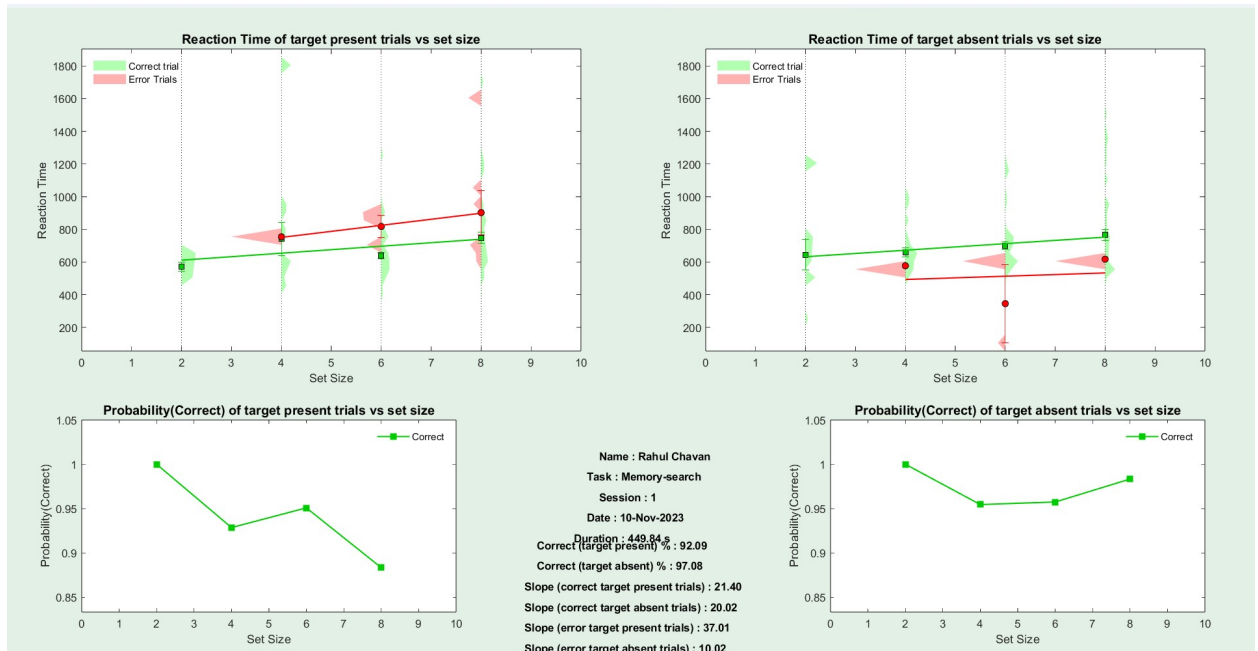 Reaction Time of target present trials vs set size
Correct trial
Error Trials
1800
1600
1400
1200
1000
800
600
400
200
0 1 2 3 4 5 6 7 8 9 10
Reaction Time
Set Size
Reaction Time of target absent trials vs set size
Correct trial
Error Trials
1800
1600
1400
1200
1000
800
600
400
200
0 1 2 3 4 5 6 7 8 9 10
Reaction Time
Set Size
Probability(Correct) of target present trials vs set size
Correct
1.05
1
0.95
0.9
0.85
0 1 2 3 4 5 6 7 8 9 10
Probability(Correct)
Set Size
Name : Rahul Chavan
Task : Memory-search
Session : 1
Date : 10-Nov-2023
Duration : 449.84 s
Correct (target present) % : 92.09
Correct (target absent) % : 97.08
Slope (correct target present trials) : 21.40
Slope (correct target absent trials) : 20.02
Slope (error target present trials) : 37.01
Slope (error target absent trials) : 10.02
Probability(Correct) of target absent trials vs set size
Correct
1.05
1
0.95
0.9
0.85
0 1 2 3 4 5 6 7 8 9 10
Probability(Correct)
Set Size